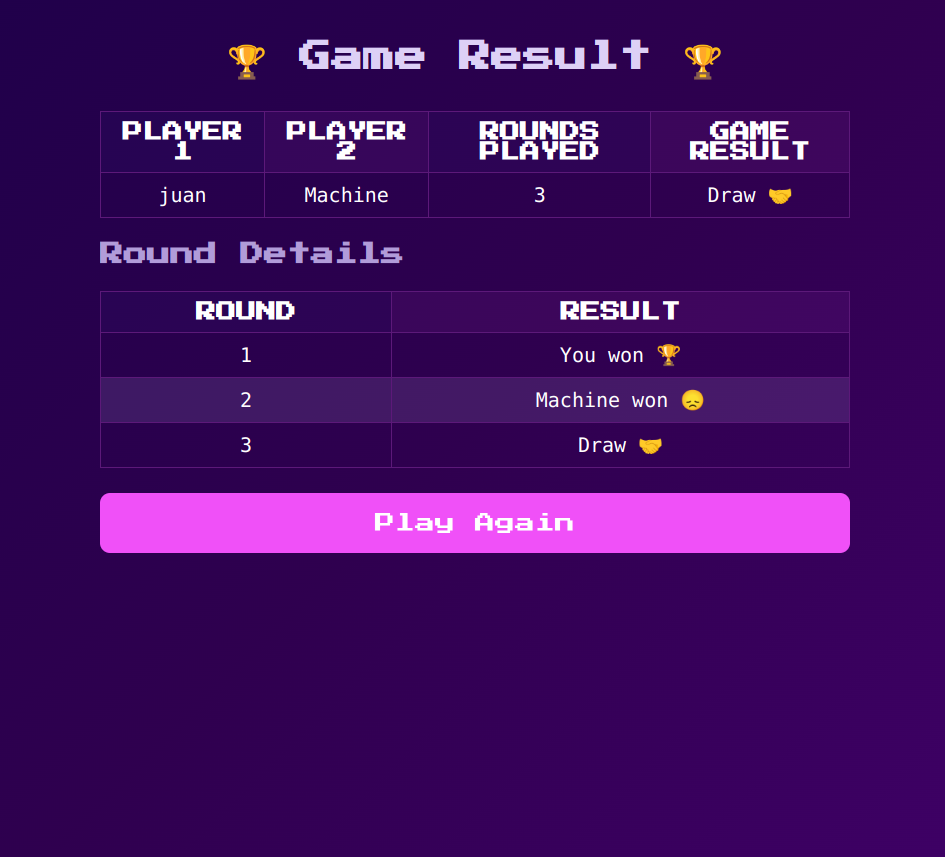 🏆 Game Result 🏆
PLAYER 1 PLAYER 2 ROUNDS PLAYED GAME RESULT
juan Machine 3 Draw 🤝
Round Details
ROUND RESULT
1 You won 🏆
2 Machine won 😞
3 Draw 🤝
Play Again